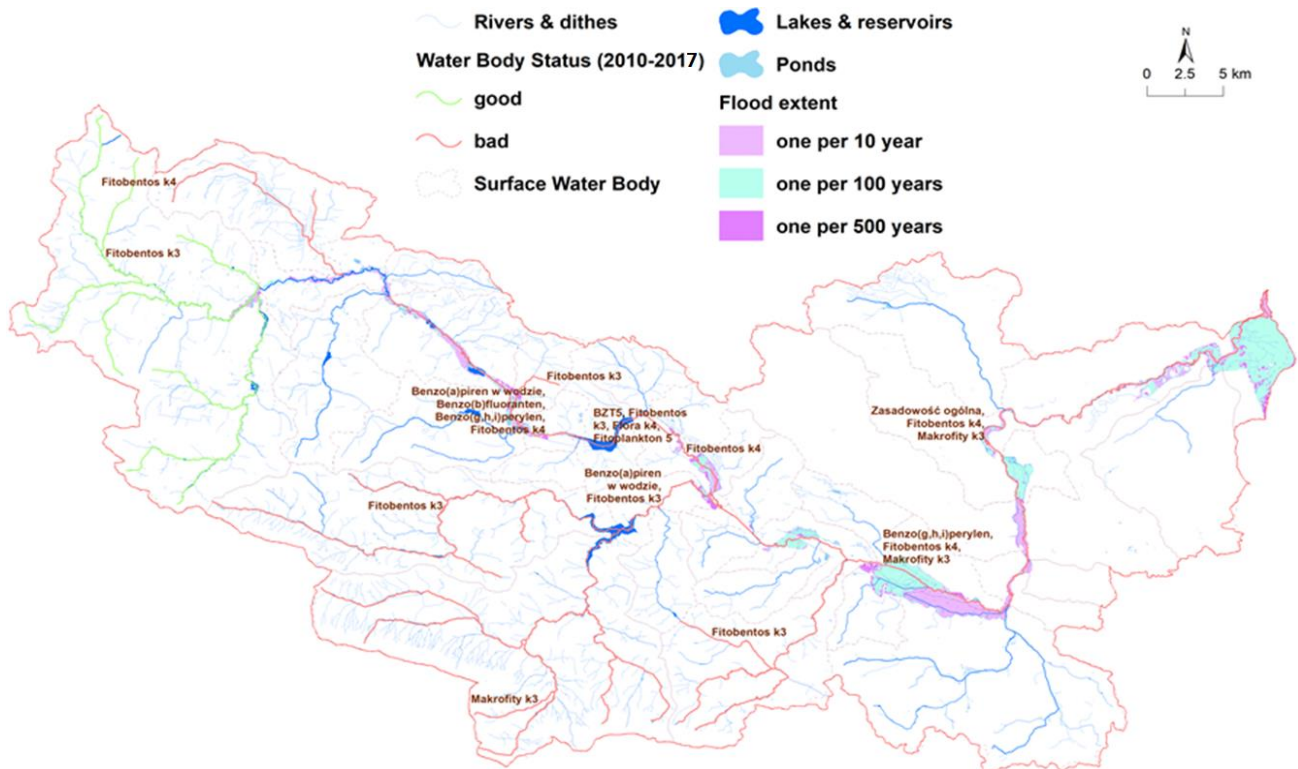 Rivers & dithes
Water Body Status (2010-2017)
good
bad
Surface Water Body
Lakes & reservoirs
Ponds
Flood extent
one per 10 year
one per 100 years
one per 500 years
N
0 2.5 5 km
Fitobentos k4
Fitobentos k3
Benzo(a)piren w wodzie,
Benzo(b)fluoranten,
Benzo(g,h,i)perylen,
Fitobentos k4
Fitobentos k3
BZT5, Fitobentos
k3, Flora k4,
Fitoplankton 5
Fitobentos k4
Benzo(a)piren
w wodzie,
Fitobentos k3
Fitobentos k3
Zasadowość ogólna,
Fitobentos k4,
Makrofity k3
Benzo(g,h,i)perylen,
Fitobentos k4,
Makrofity k3
Fitobentos k3
Makrofity k3